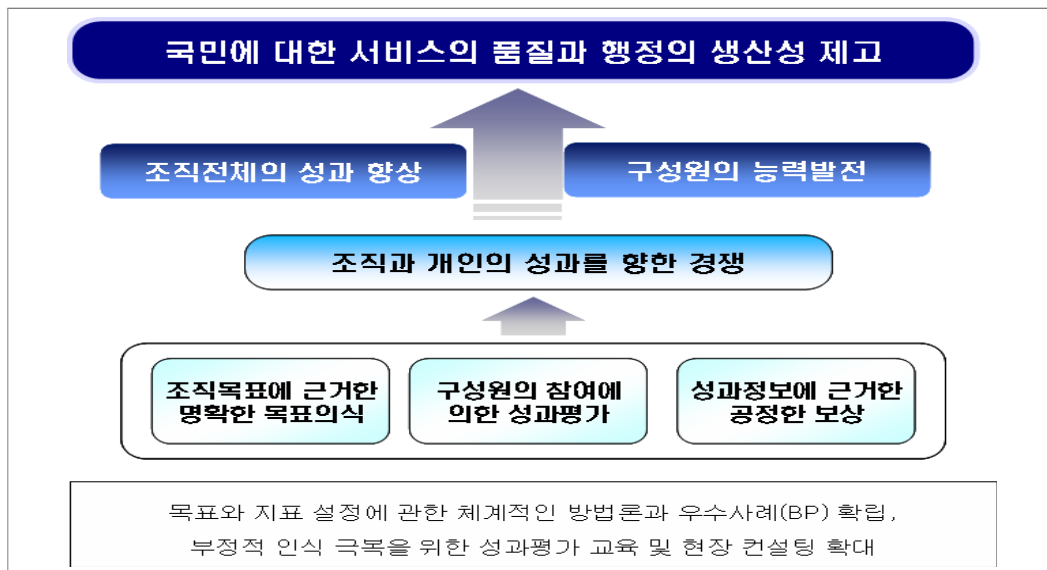 국민에 대한 서비스의 품질과 행정의 생산성 제고
조직전체의 성과 향상
구성원의 능력발전
조직과 개인의 성과를 향한 경쟁
조직목표에 근거한
명확한 목표의식
구성원의 참여에
의한 성과평가
성과정보에 근거한
공정한 보상
목표와 지표 설정에 관한 체계적인 방법론과 우수사례(BP) 확립,
부정적 인식 극복을 위한 성과평가 교육 및 현장 컨설팅 확대